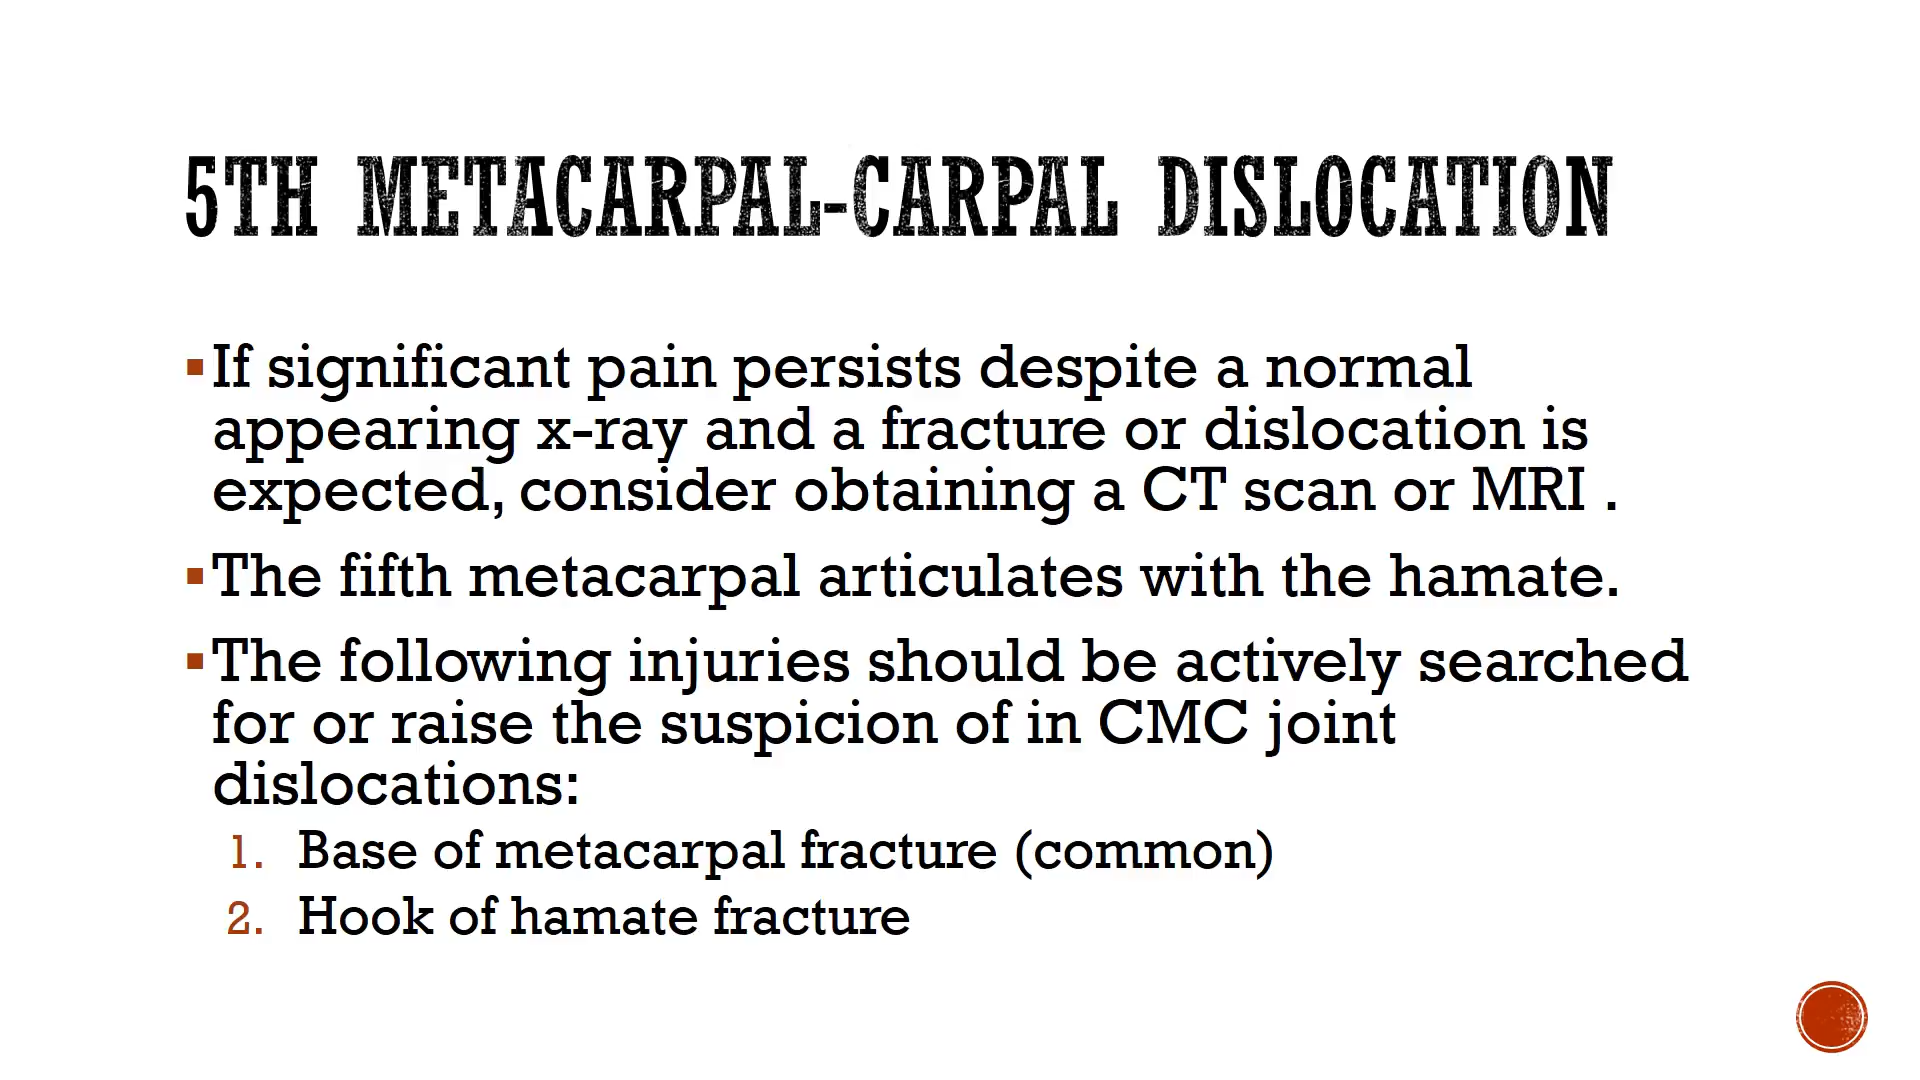 5TH METACARPAL-CARPAL DISLOCATION
▪If significant pain persists despite a normal
appearing x-ray and a fracture or dislocation is
expected, consider obtaining a CT scan or MRI .
▪The fifth metacarpal articulates with the hamate.
▪The following injuries should be actively searched
for or raise the suspicion of in CMC joint
dislocations:
1. Base of metacarpal fracture (common)
2. Hook of hamate fracture